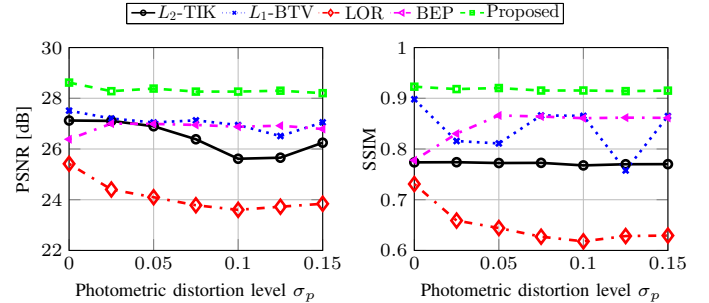 L₂-TIK L₁-BTV LOR BEP Proposed
30
28
26
24
22
PSNR [dB]
0 0.05 0.1 0.15
Photometric distortion level σₚ
1
0.9
0.8
0.7
0.6
SSIM
0 0.05 0.1 0.15
Photometric distortion level σₚ